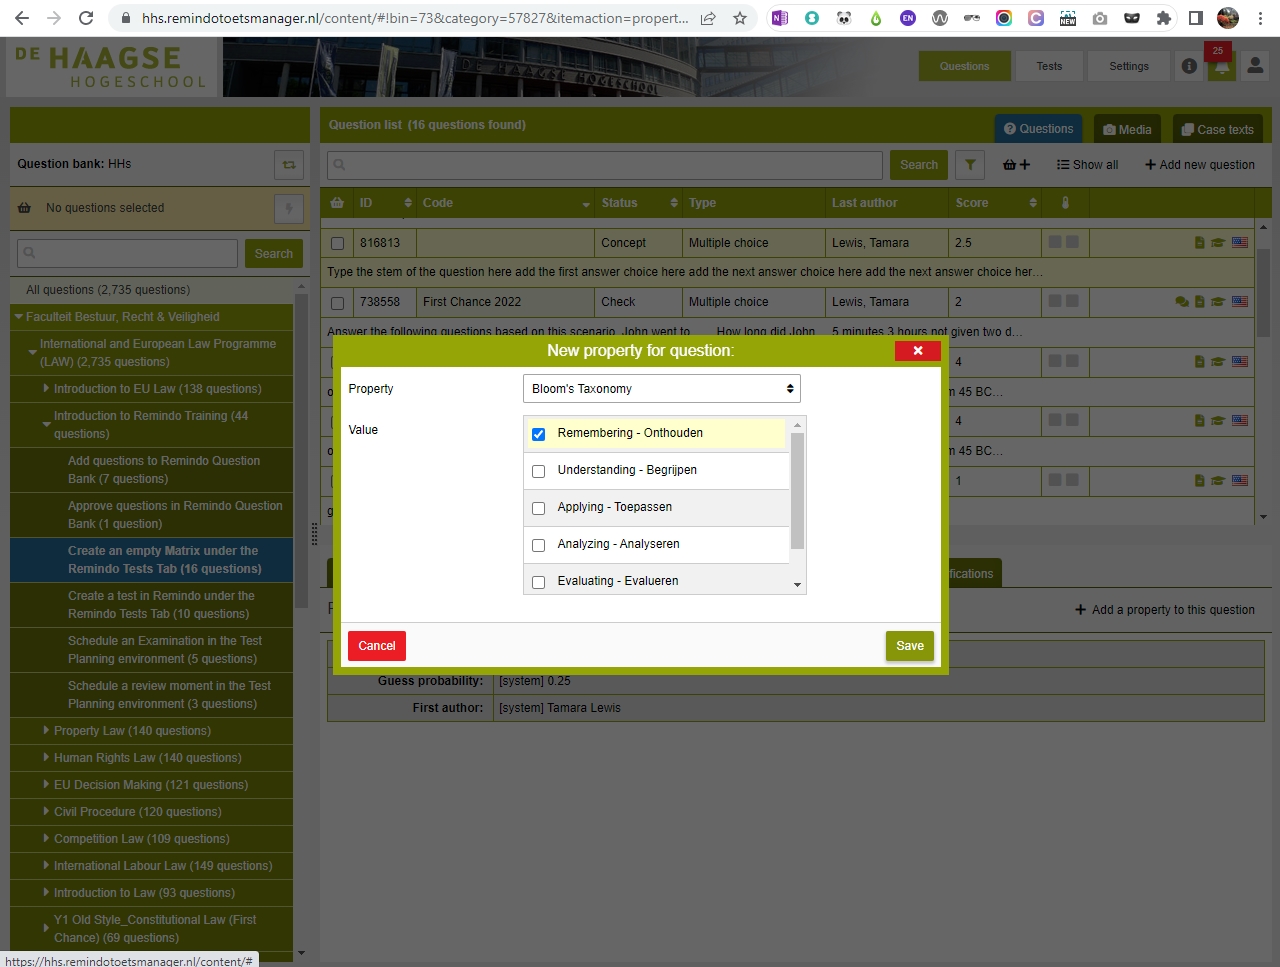 hhs.remindotoetsmanager.nl/content/#!bin=73&category=57827&itemaction=propert...
EN
NEW
DE HAAGSE
HOGESCHOOL
DE HAAGSE HOGESCHOOL
Questions
Tests
Settings
25
Question list (16 questions found)
Questions
Media
Case texts
Question bank: HHs
Search
Show all
Add new question
No questions selected
ID
Code
Status
Type
Last author
Score
Search
816813
Concept
Multiple choice
Lewis, Tamara
2.5
Type the stem of the question here add the first answer choice here add the next answer choice here add the next answer choice her…
738558
First Chance 2022
Check
Multiple choice
Lewis, Tamara
2
Answer the following questions based on this scenario. John went to
How long did John
5 minutes 3 hours not given two d…
4
m 45 BC…
4
m 45 BC…
1
All questions (2,735 questions)
Faculteit Bestuur, Recht & Veiligheid
International and European Law Programme
(LAW) (2,735 questions)
Introduction to EU Law (138 questions)
Introduction to Remindo Training (44
questions)
Add questions to Remindo Question
Bank (7 questions)
Approve questions in Remindo Question
Bank (1 question)
Create an empty Matrix under the
Remindo Tests Tab (16 questions)
Create a test in Remindo under the
Remindo Tests Tab (10 questions)
Schedule an Examination in the Test
Planning environment (5 questions)
Schedule a review moment in the Test
Planning environment (3 questions)
Property Law (140 questions)
Human Rights Law (140 questions)
EU Decision Making (121 questions)
Civil Procedure (120 questions)
Competition Law (109 questions)
International Labour Law (149 questions)
Introduction to Law (93 questions)
Y1 Old Style_Constitutional Law (First
Chance) (69 questions)
New property for question:
Property
Bloom's Taxonomy
Value
Remembering - Onthouden
Understanding - Begrijpen
Applying - Toepassen
Analyzing - Analyseren
Evaluating - Evalueren
Cancel
Save
ifications
Add a property to this question
Guess probability:
[system] 0.25
First author:
[system] Tamara Lewis
https://hhs.remindotoetsmanager.nl/content/#